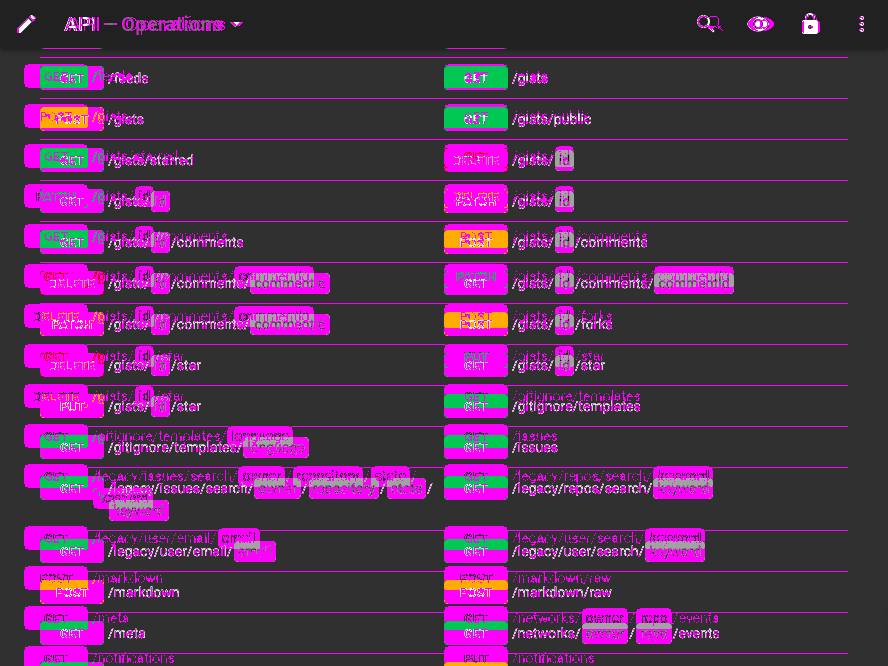 API – Operations
GET /feeds GET /gists
POST /gists GET /gists/public
GET /gists/starred DELETE /gists/ id
GET /gists/ id PATCH /gists/ id
GET /gists/ id /comments POST /gists/ id /comments
DELETE /gists/ id /comments/ commentId GET /gists/ id /comments/ commentId
PATCH /gists/ id /comments/ commentId POST /gists/ id /forks
DELETE /gists/ id /star GET /gists/ id /star
PUT /gists/ id /star GET /gitignore/templates
GET /gitignore/templates/ language GET /issues
GET /legacy/issues/search/ owner / repository / state / GET /legacy/repos/search/ keyword
keyword
GET /legacy/user/email/ email GET /legacy/user/search/ keyword
POST /markdown POST /markdown/raw
GET /meta GET /networks/ owner / repo /events
/notifications /notifications